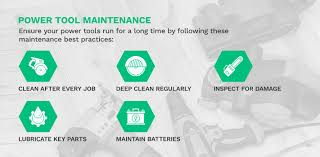 POWER TOOL MAINTENANCE
Ensure your power tools run for a long time by following these
maintenance best practices:
CLEAN AFTER EVERY JOB
DEEP CLEAN REGULARLY
INSPECT FOR DAMAGE
LUBRICATE KEY PARTS
MAINTAIN BATTERIES